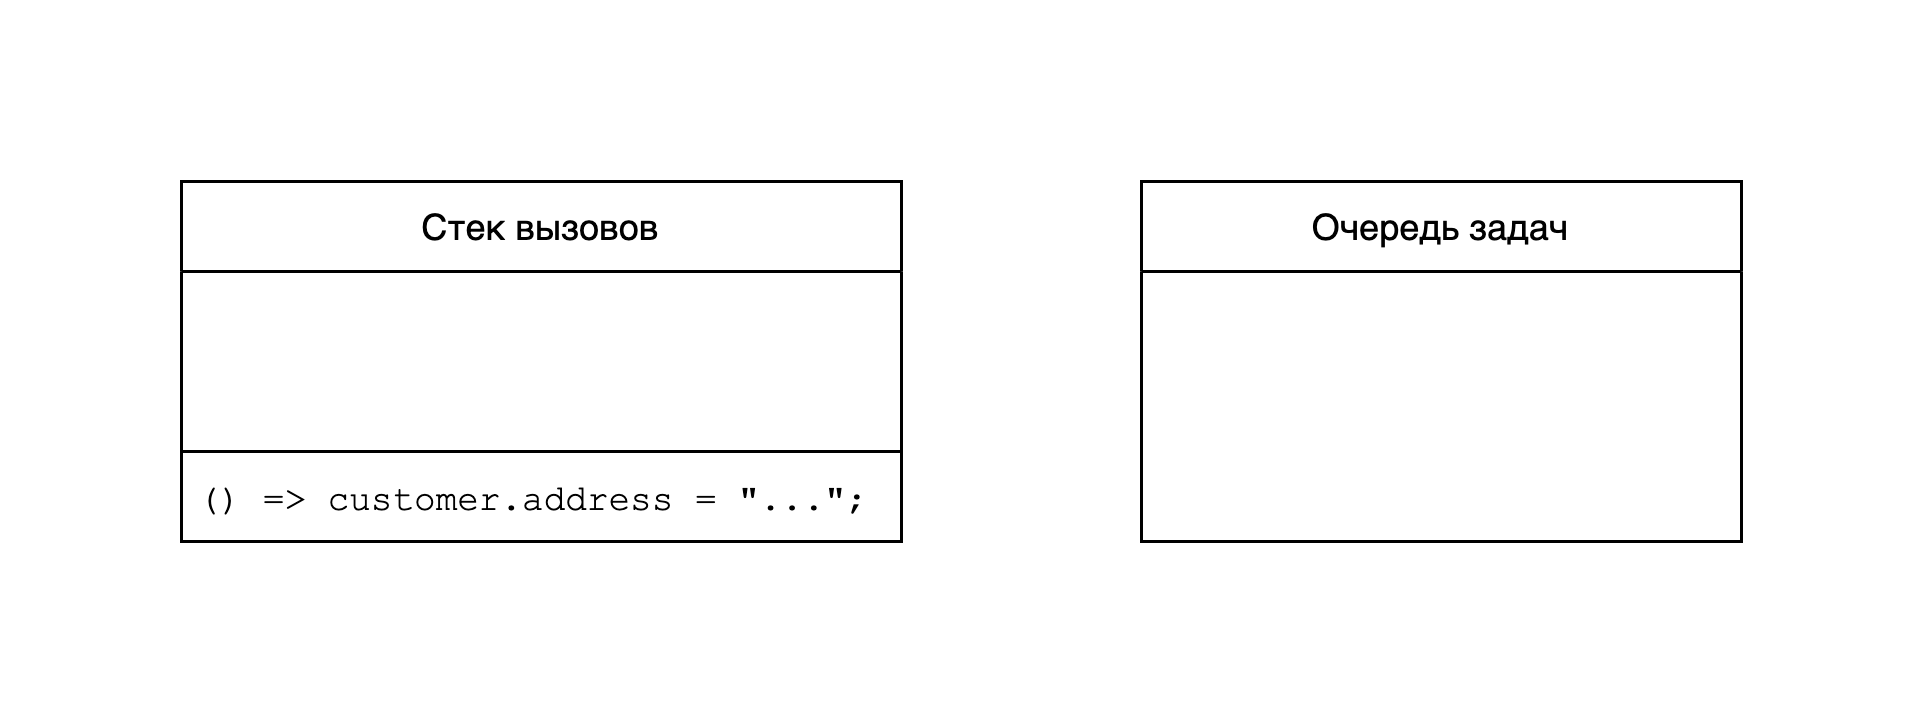 Стек вызовов
Очередь задач
() => customer.address = "...";